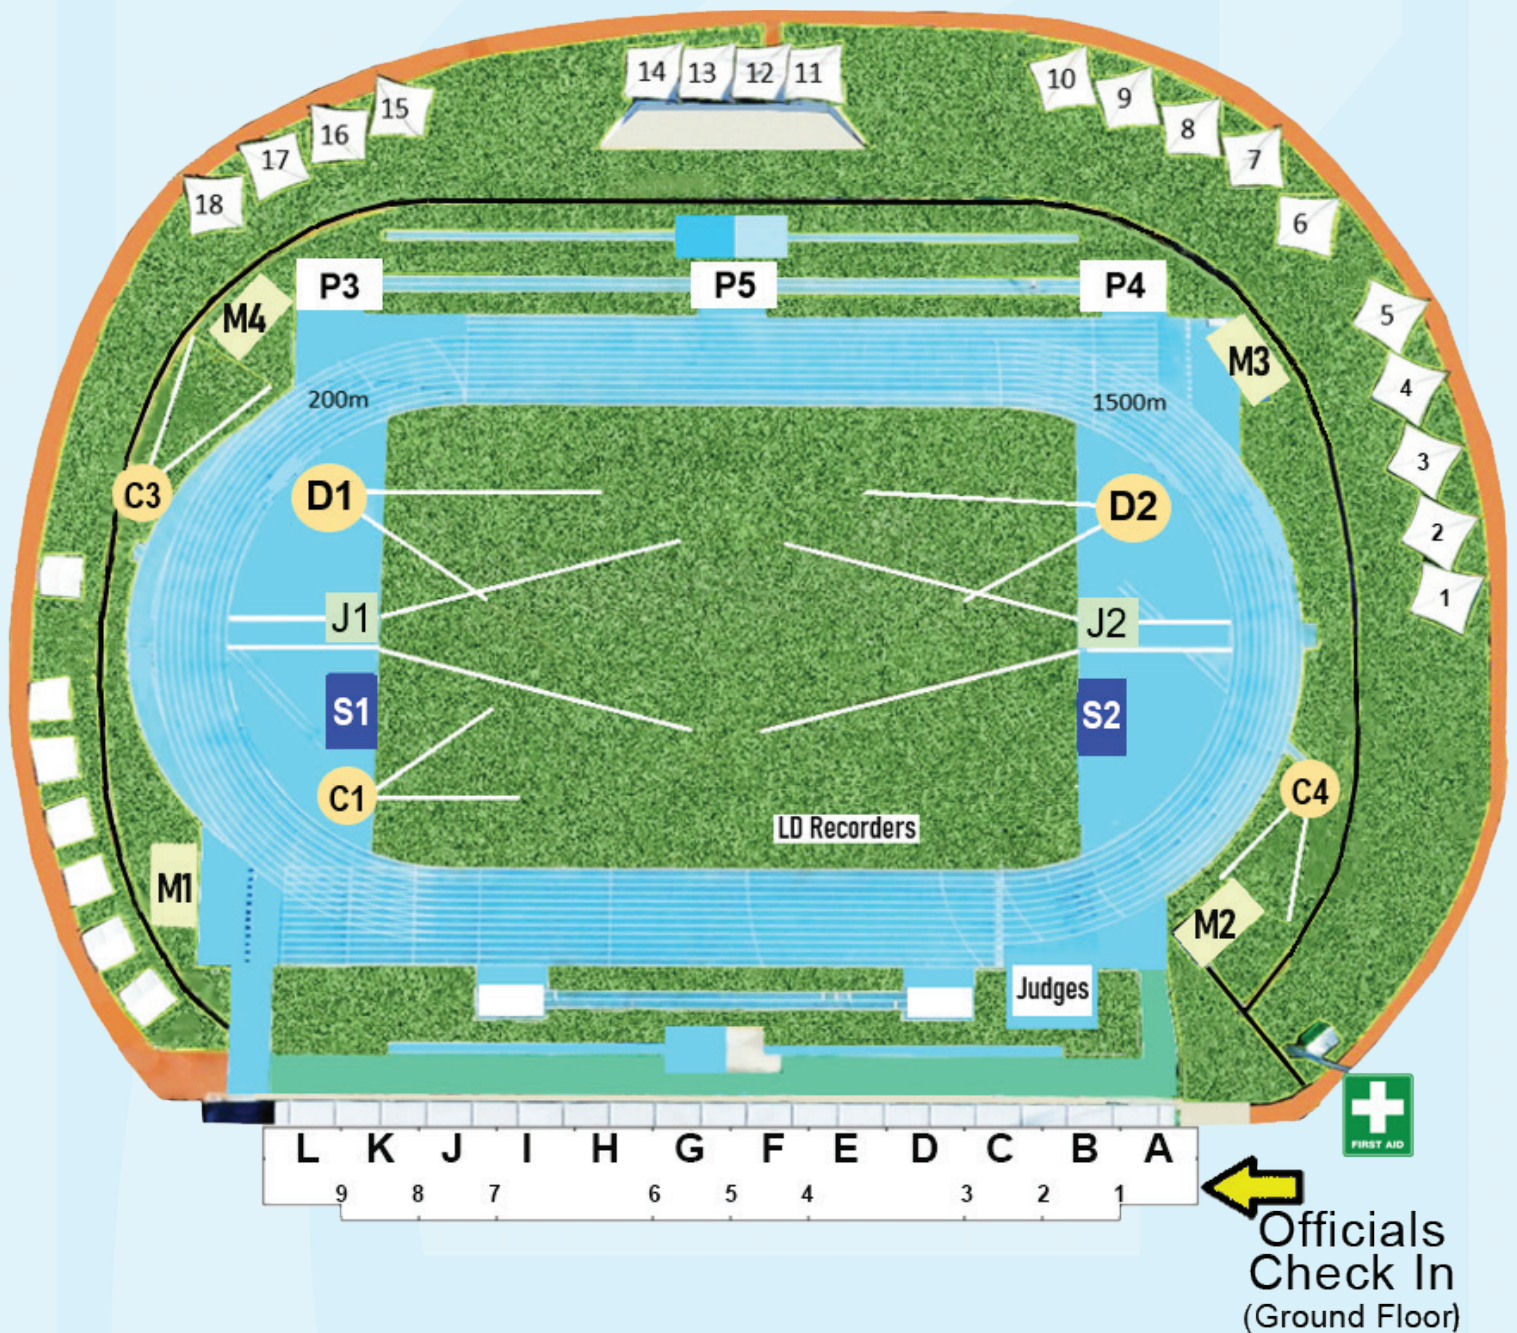 14 13 12 11
10
9
8
7
6
15
16
17
18
5
4
3
2
1
P3
P5
P4
M4
M3
200m
1500m
C3
D1
D2
J1
J2
S1
S2
C1
C4
LD Recorders
M1
M2
Judges
FIRST AID
L K J I H G F E D C B A
9 8 7 6 5 4 3 2 1
Officials
Check In
(Ground Floor)